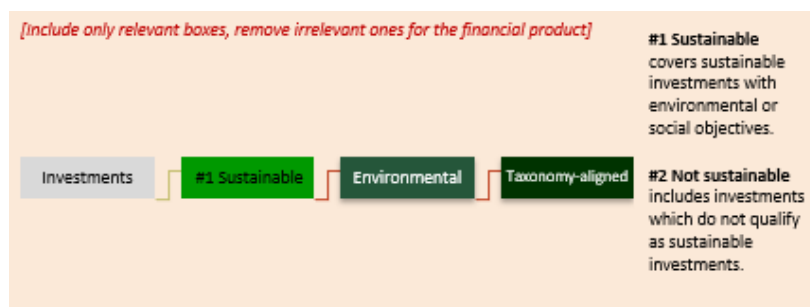 [Include only relevant boxes, remove irrelevant ones for the financial product]
#1 Sustainable
covers sustainable
investments with
environmental or
social objectives.
Investments
#1 Sustainable
Environmental
Taxonomy-aligned
#2 Not sustainable
includes investments
which do not qualify
as sustainable
investments.